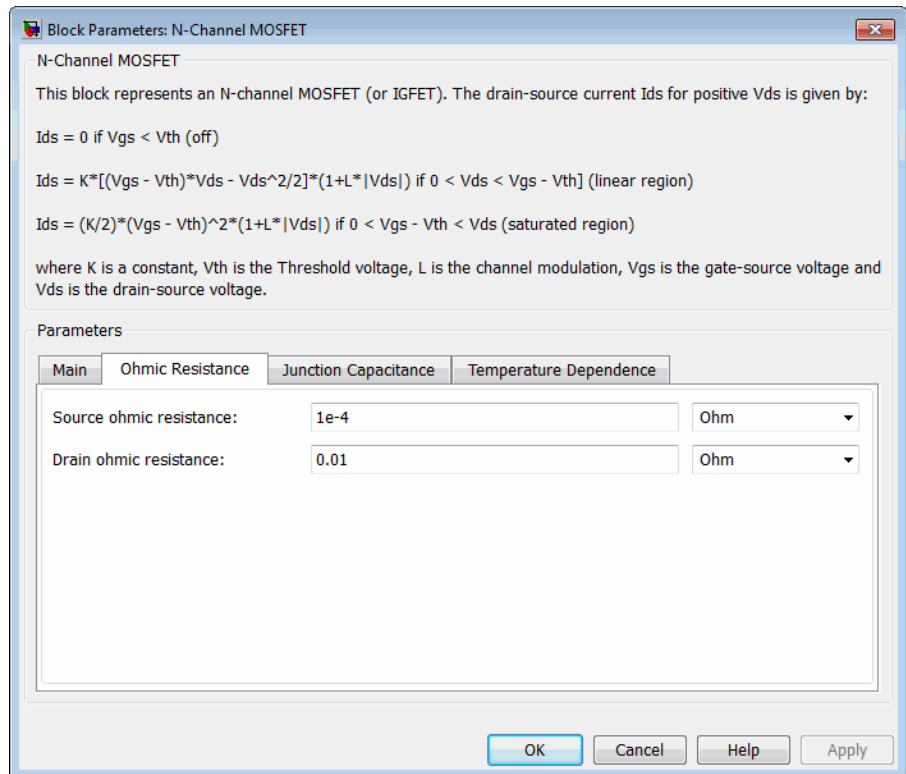 Block Parameters: N-Channel MOSFET
N-Channel MOSFET
This block represents an N-channel MOSFET (or IGFET). The drain-source current Ids for positive Vds is given by:
Ids = 0 if Vgs < Vth (off)
Ids = K*[(Vgs - Vth)*Vds - Vds^2/2]*(1+L*|Vds|) if 0 < Vds < Vgs - Vth] (linear region)
Ids = (K/2)*(Vgs - Vth)^2*(1+L*|Vds|) if 0 < Vgs - Vth < Vds (saturated region)
where K is a constant, Vth is the Threshold voltage, L is the channel modulation, Vgs is the gate-source voltage and
Vds is the drain-source voltage.
Parameters
Main Ohmic Resistance Junction Capacitance Temperature Dependence
Source ohmic resistance: 1e-4 Ohm
Drain ohmic resistance: 0.01 Ohm
OK Cancel Help Apply